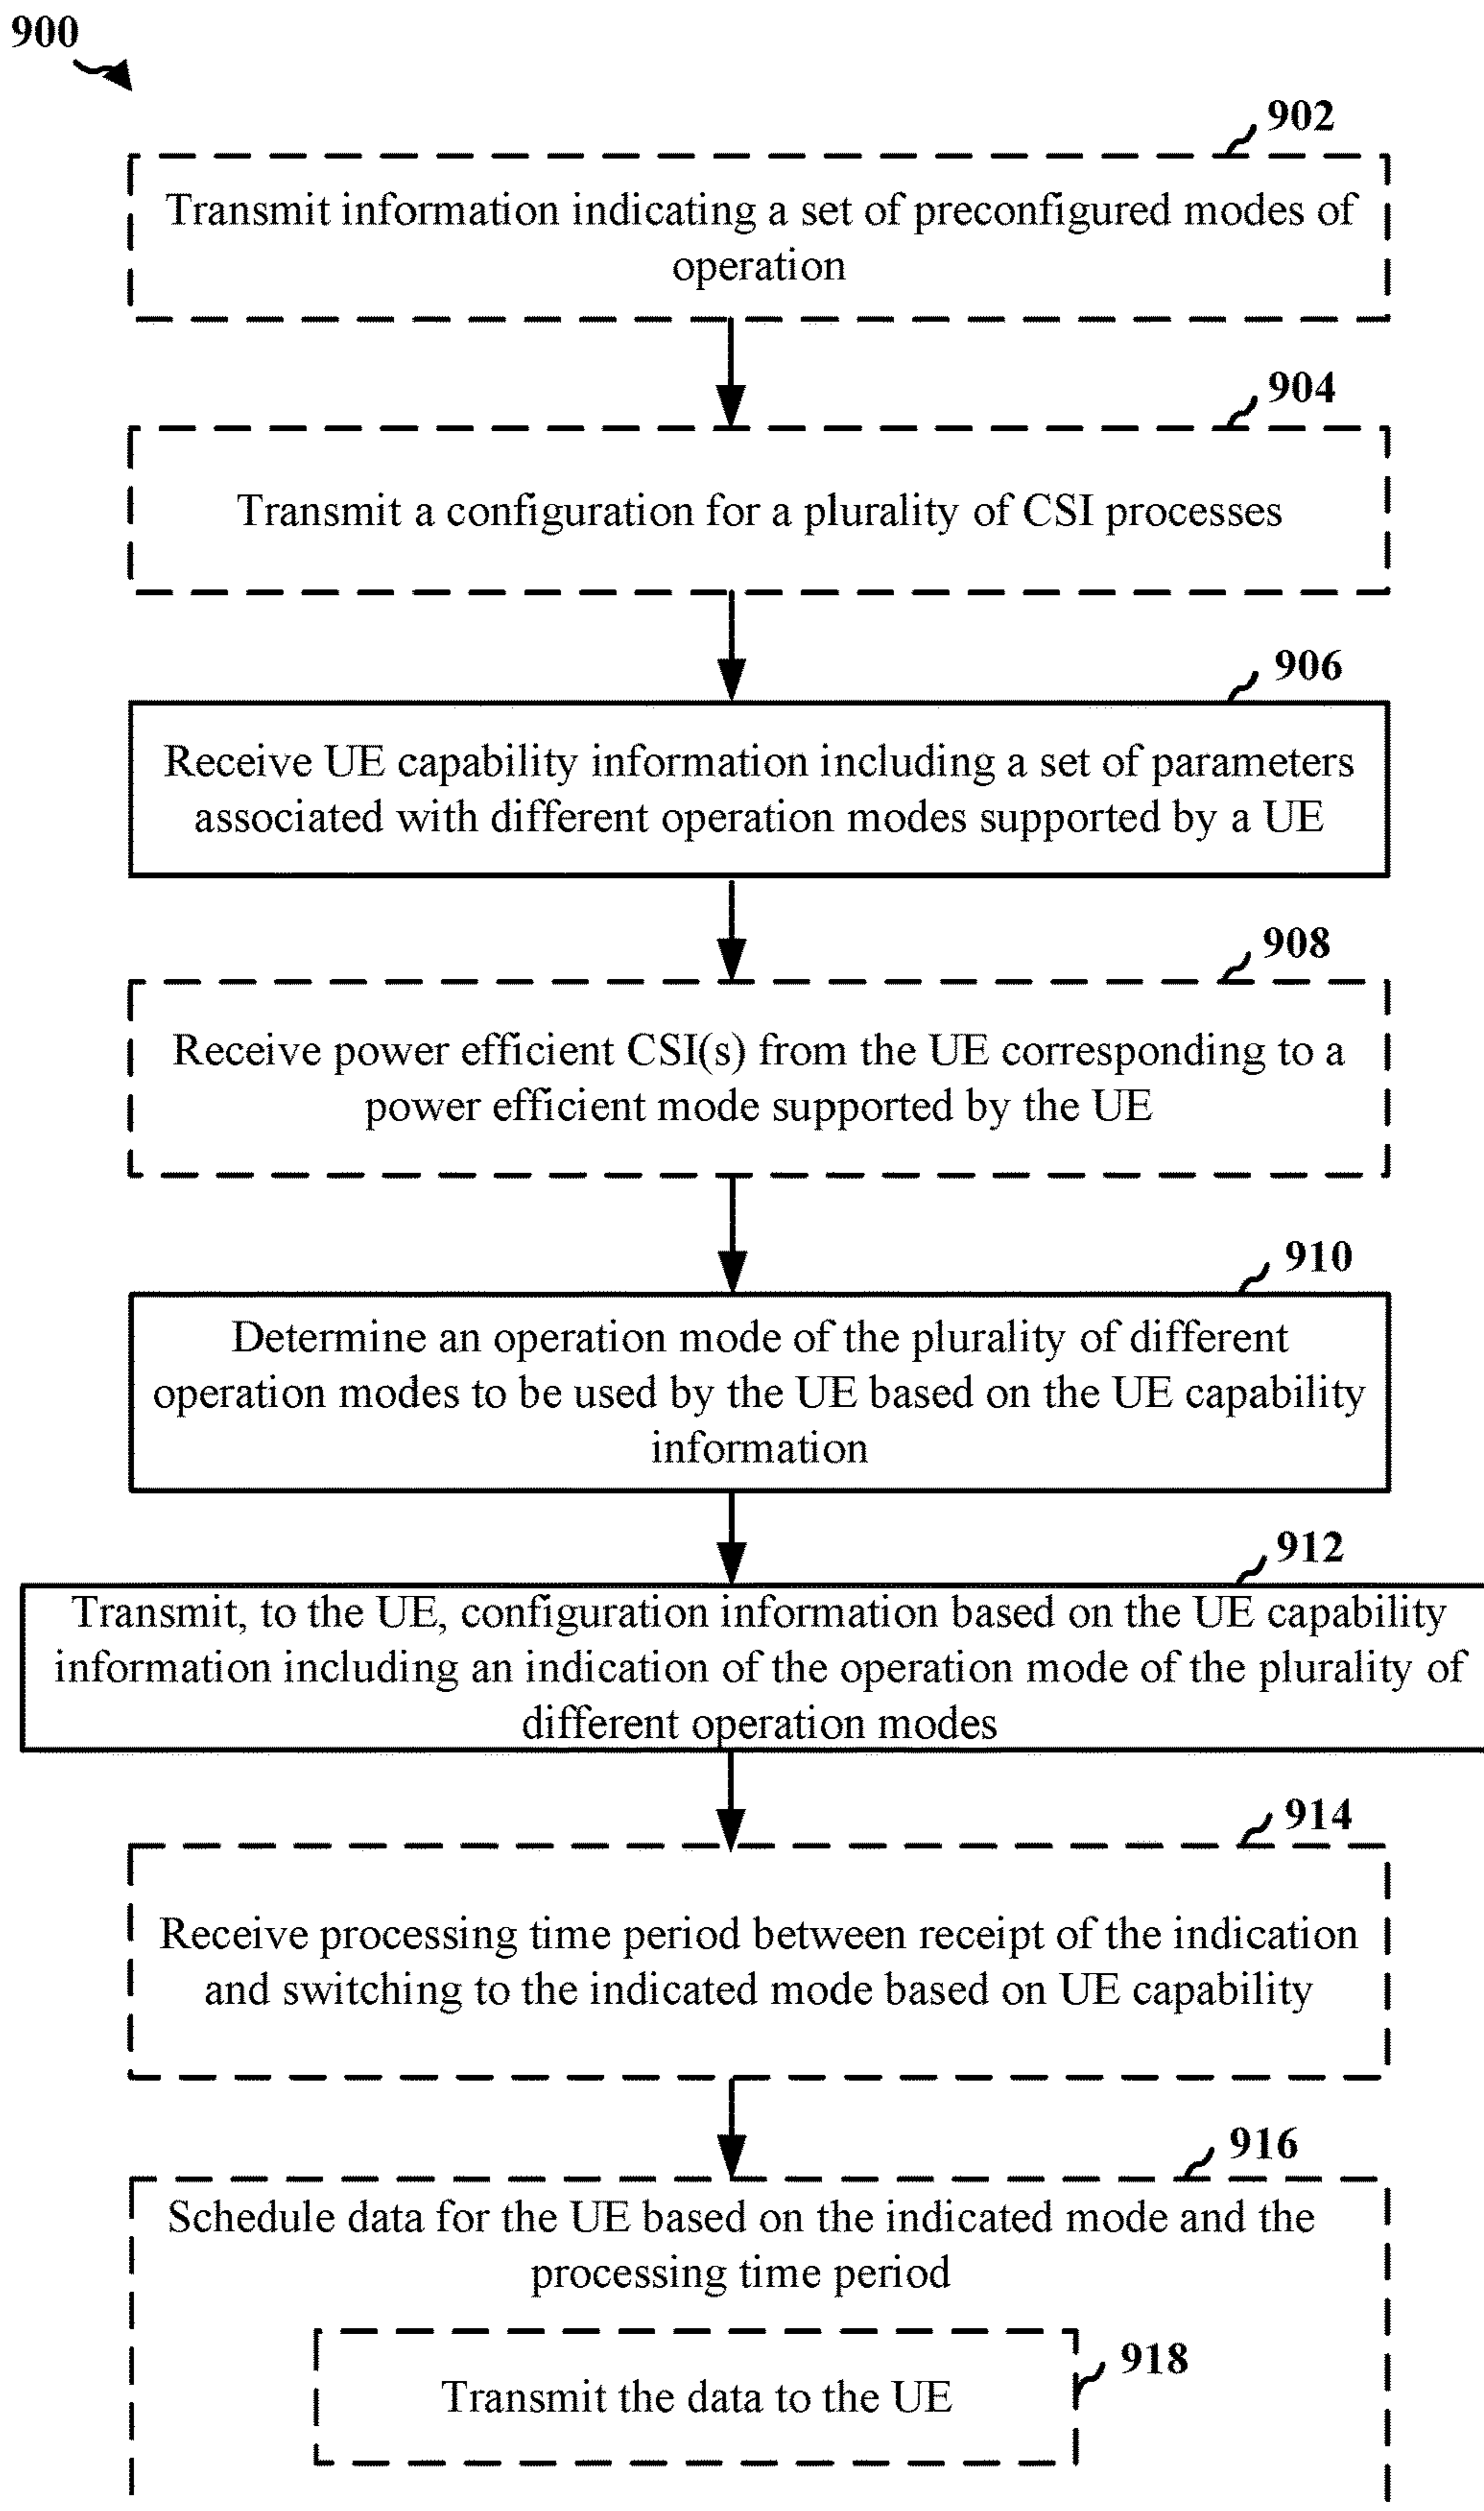 900
902
Transmit information indicating a set of preconfigured modes of
operation
904
Transmit a configuration for a plurality of CSI processes
906
Receive UE capability information including a set of parameters
associated with different operation modes supported by a UE
908
Receive power efficient CSI(s) from the UE corresponding to a
power efficient mode supported by the UE
910
Determine an operation mode of the plurality of different
operation modes to be used by the UE based on the UE capability
information
912
Transmit, to the UE, configuration information based on the UE capability
information including an indication of the operation mode of the plurality of
different operation modes
914
Receive processing time period between receipt of the indication
and switching to the indicated mode based on UE capability
916
Schedule data for the UE based on the indicated mode and the
processing time period
918
Transmit the data to the UE